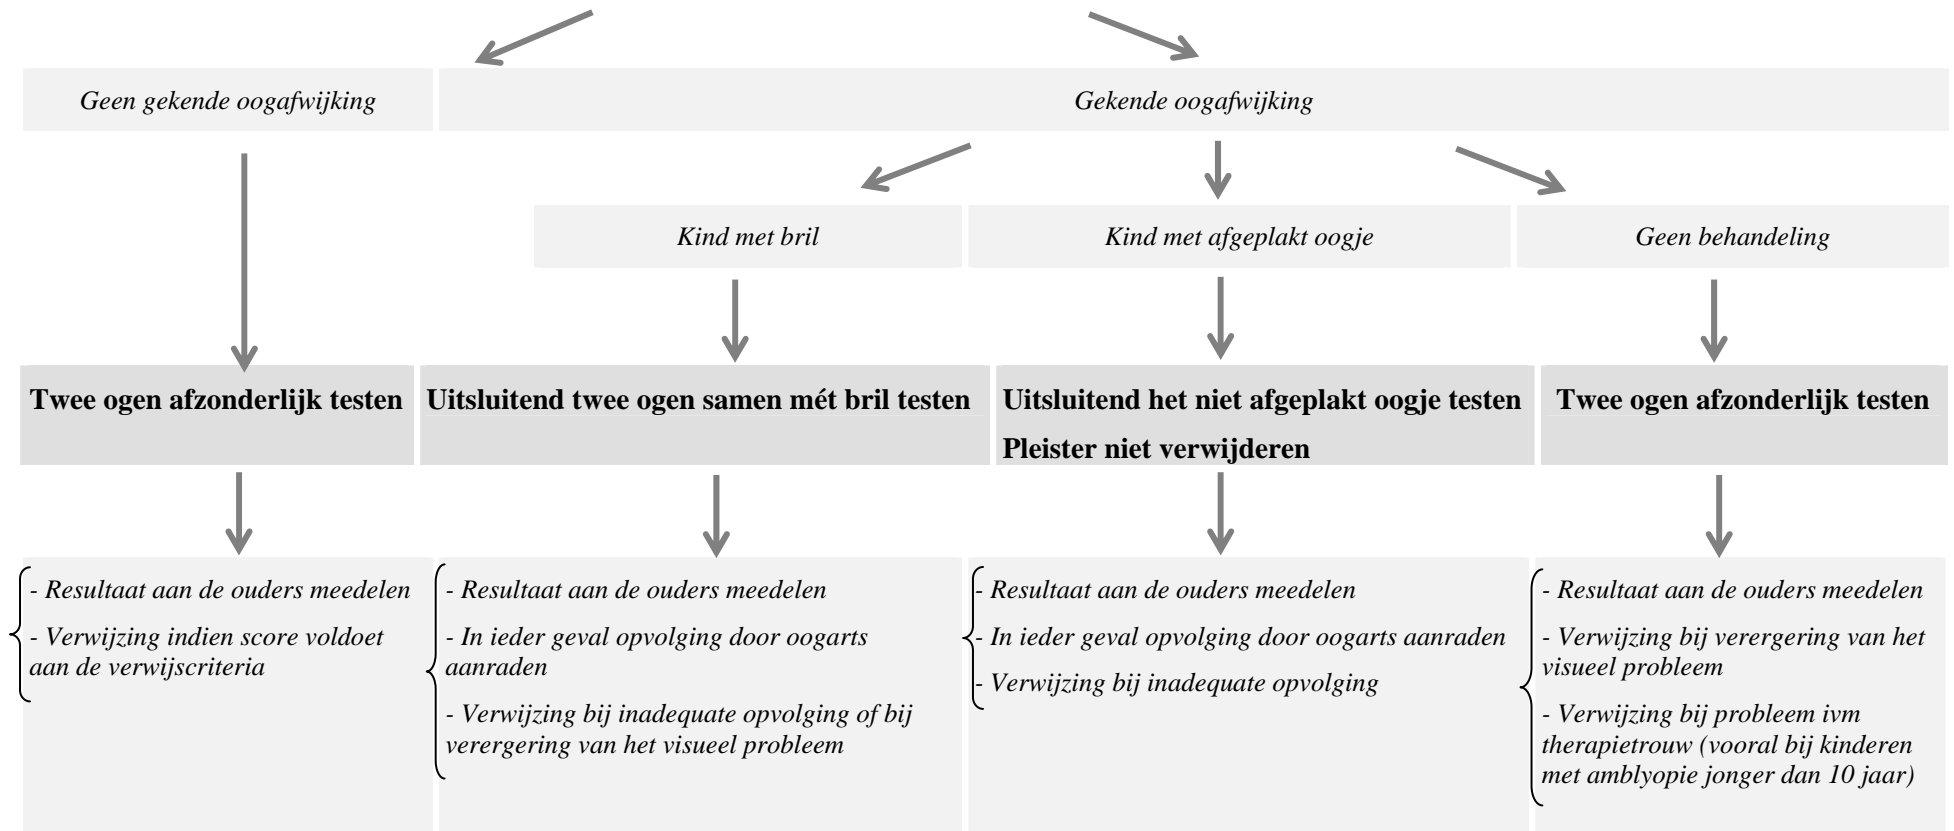 Geen gekende oogafwijking
Gekende oogafwijking
Kind met bril
Kind met afgeplakt oogje
Geen behandeling
Twee ogen afzonderlijk testen
Uitsluitend twee ogen samen mét bril testen
Uitsluitend het niet afgeplakt oogje testen
Pleister niet verwijderen
Twee ogen afzonderlijk testen
- Resultaat aan de ouders meedelen
- Verwijzing indien score voldoet
aan de verwijscriteria
- Resultaat aan de ouders meedelen
- In ieder geval opvolging door oogarts
aanraden
- Verwijzing bij inadequate opvolging of bij
verergering van het visueel probleem
- Resultaat aan de ouders meedelen
- In ieder geval opvolging door oogarts aanraden
- Verwijzing bij inadequate opvolging
- Resultaat aan de ouders meedelen
- Verwijzing bij verergering van het
visueel probleem
- Verwijzing bij probleem ivm
therapietrouw (vooral bij kinderen
met amblyopie jonger dan 10 jaar)